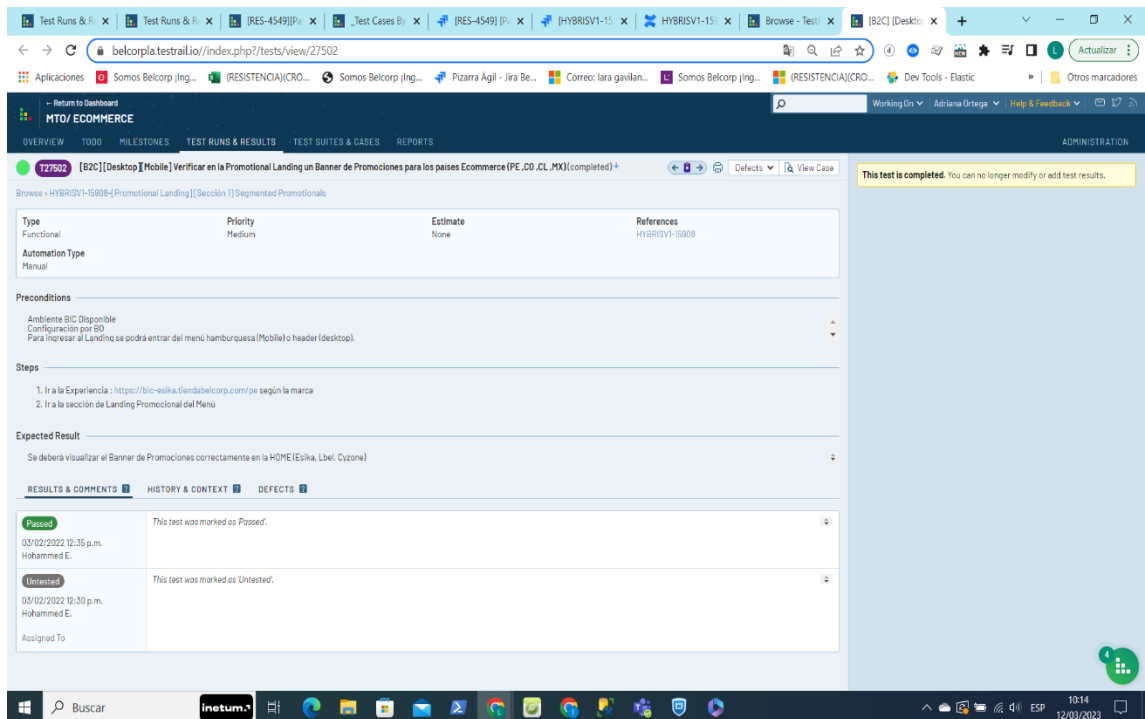 Test Runs & Re
Test Runs & R
[RES-4549][Pa
_Test Cases By
[RES-4549] [Pa
[HYBRISV1-15
HYBRISV1-159
Browse - TestR
[B2C] [Desktop
belcorpla.testrail.io//index.php?/tests/view/27502
Actualizar
Aplicaciones
Somos Belcorp ¡Ing...
(RESISTENCIA)(CRO...
Somos Belcorp ¡Ing...
Pizarra Ágil - Jira Be...
Correo: lara gavilan...
Somos Belcorp ¡Ing...
(RESISTENCIA)(CRO...
Dev Tools - Elastic
»
Otros marcadores
← Return to Dashboard
MTO/ ECOMMERCE
Working On
Adriana Ortega
Help & Feedback
OVERVIEW TODO MILESTONES TEST RUNS & RESULTS TEST SUITES & CASES REPORTS
ADMINISTRATION
T27502 [B2C][Desktop][Mobile] Verificar en la Promotional Landing un Banner de Promociones para los paises Ecommerce (PE ,CO ,CL ,MX)(completed)
Defects
View Case
This test is completed. You can no longer modify or add test results.
Browse > HYBRISV1-15908-[Promotional Landing] [Sección 1] Segmented Promotionals
Type Priority Estimate References
Functional Medium None HYBRISV1-15908
Automation Type
Manual
Preconditions
Ambiente BIC Disponible
Configuración por BO
Para ingresar al Landing se podrá entrar del menú hamburquesa (Mobile) o header (desktop).
Steps
1. Ir a la Experiencia : https://bic-esika.tiendabelcorp.com/pe según la marca
2. Ir a la sección de Landing Promocional del Menú
Expected Result
Se deberá visualizar el Banner de Promociones correctamente en la HOME (Esika, Lbel, Cyzone)
RESULTS & COMMENTS HISTORY & CONTEXT DEFECTS
Passed
This test was marked as 'Passed'.
03/02/2022 12:35 p.m.
Hohammed E.
Untested
This test was marked as 'Untested'.
03/02/2022 12:30 p.m.
Hohammed E.
Assigned To
4
Buscar
inetum.
ESP
10:14
12/03/2023